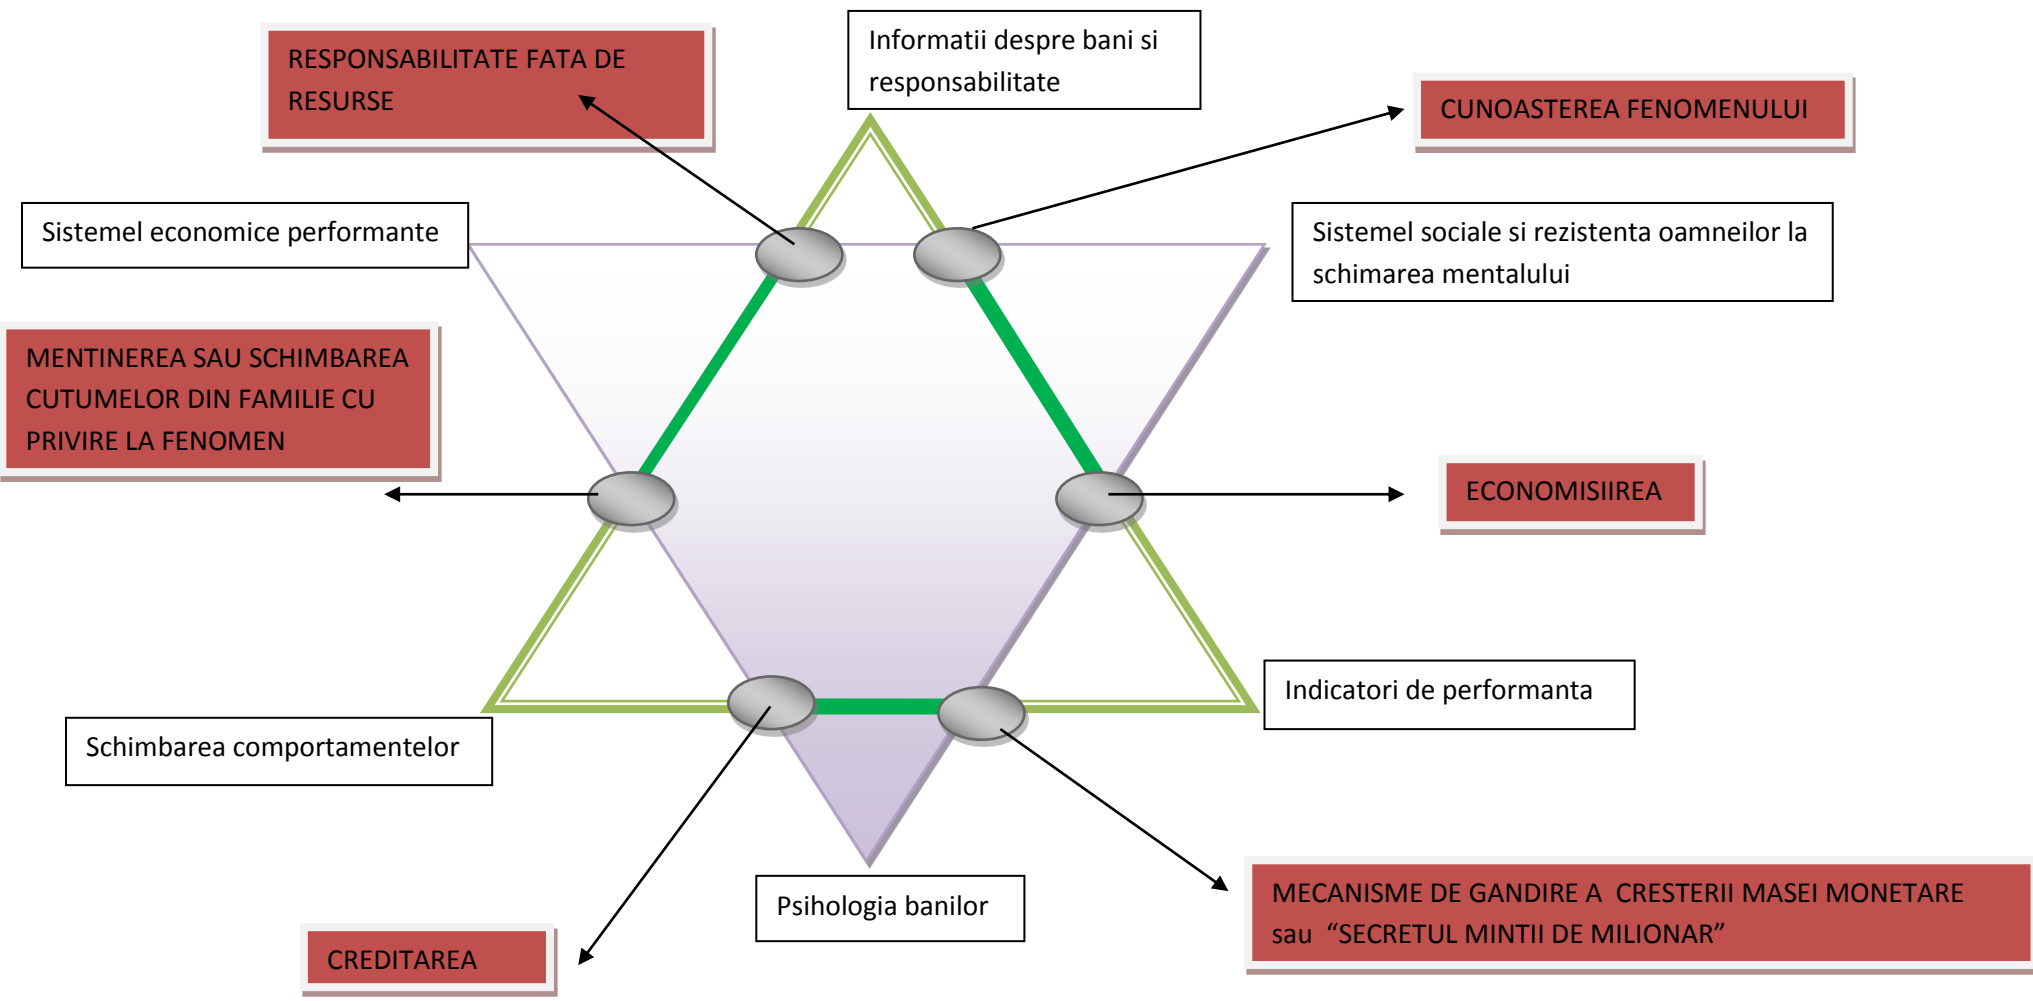 RESPONSABILITATE FATA DE
RESURSE
Informatii despre bani si
responsabilitate
CUNOASTEREA FENOMENULUI
Sistemel economice performante
Sistemel sociale si rezistenta oamneilor la
schimarea mentalului
MENTINEREA SAU SCHIMBAREA
CUTUMELOR DIN FAMILIE CU
PRIVIRE LA FENOMEN
ECONOMISIIREA
Indicatori de performanta
Schimbarea comportamentelor
Psihologia banilor
MECANISME DE GANDIRE A  CRESTERII MASEI MONETARE
sau  “SECRETUL MINTII DE MILIONAR”
CREDITAREA